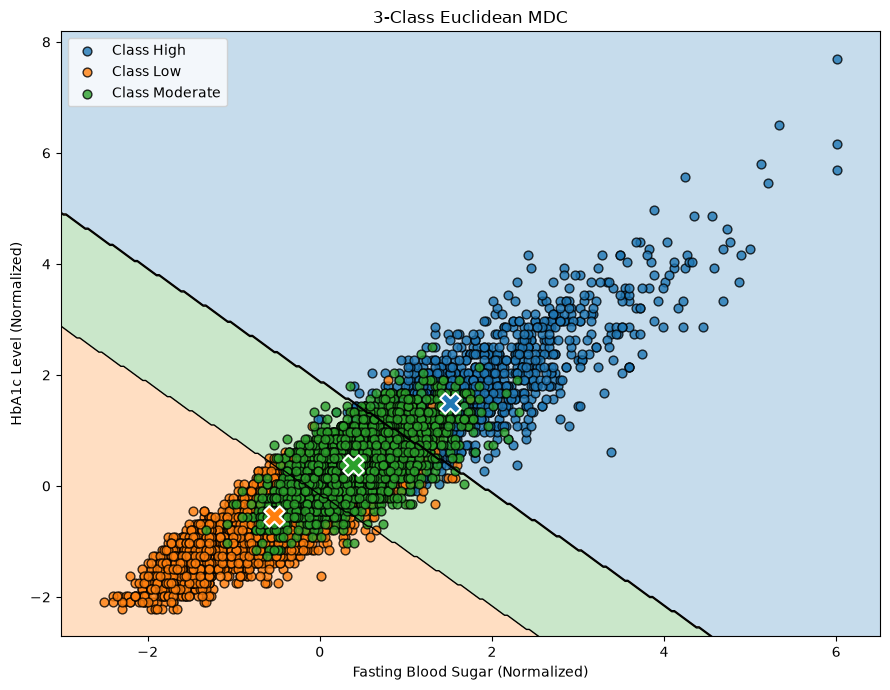 3-Class Euclidean MDC
Class High
Class Low
Class Moderate
HbA1c Level (Normalized)
8
6
4
2
0
−2
−2 0 2 4 6
Fasting Blood Sugar (Normalized)